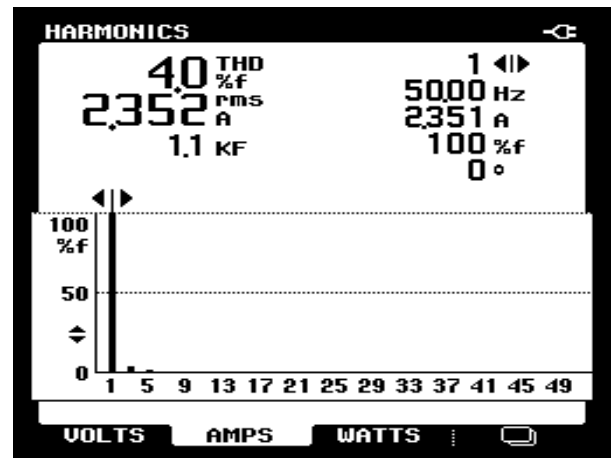 HARMONICS
4.0 THD %f
2.352 rms A
1.1 KF
1
50.00 Hz
2.351 A
100 %f
0 °
100
%f
50
0
1 5 9 13 17 21 25 29 33 37 41 45 49
VOLTS AMPS WATTS